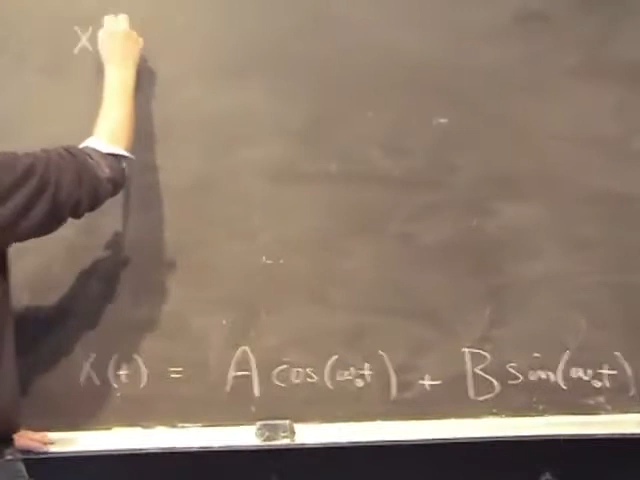 X
X(t) = A cos(ω₀t) + B sin(ω₀t)